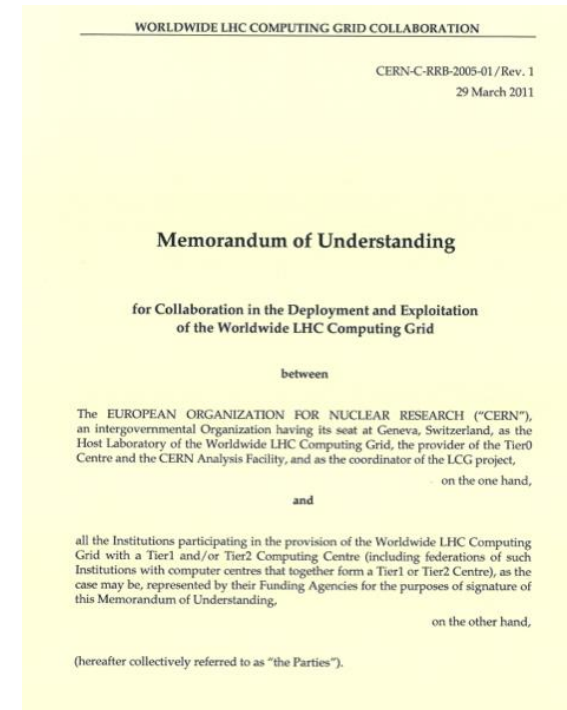 WORLDWIDE LHC COMPUTING GRID COLLABORATION
CERN-C-RRB-2005-01/Rev. 1
29 March 2011
Memorandum of Understanding
for Collaboration in the Deployment and Exploitation
of the Worldwide LHC Computing Grid
between
The EUROPEAN ORGANIZATION FOR NUCLEAR RESEARCH ("CERN"),
an intergovernmental Organization having its seat at Geneva, Switzerland, as the
Host Laboratory of the Worldwide LHC Computing Grid, the provider of the Tier0
Centre and the CERN Analysis Facility, and as the coordinator of the LCG project,
on the one hand,
and
all the Institutions participating in the provision of the Worldwide LHC Computing
Grid with a Tier1 and/or Tier2 Computing Centre (including federations of such
Institutions with computer centres that together form a Tier1 or Tier2 Centre), as the
case may be, represented by their Funding Agencies for the purposes of signature of
this Memorandum of Understanding,
on the other hand,
(hereafter collectively referred to as "the Parties").